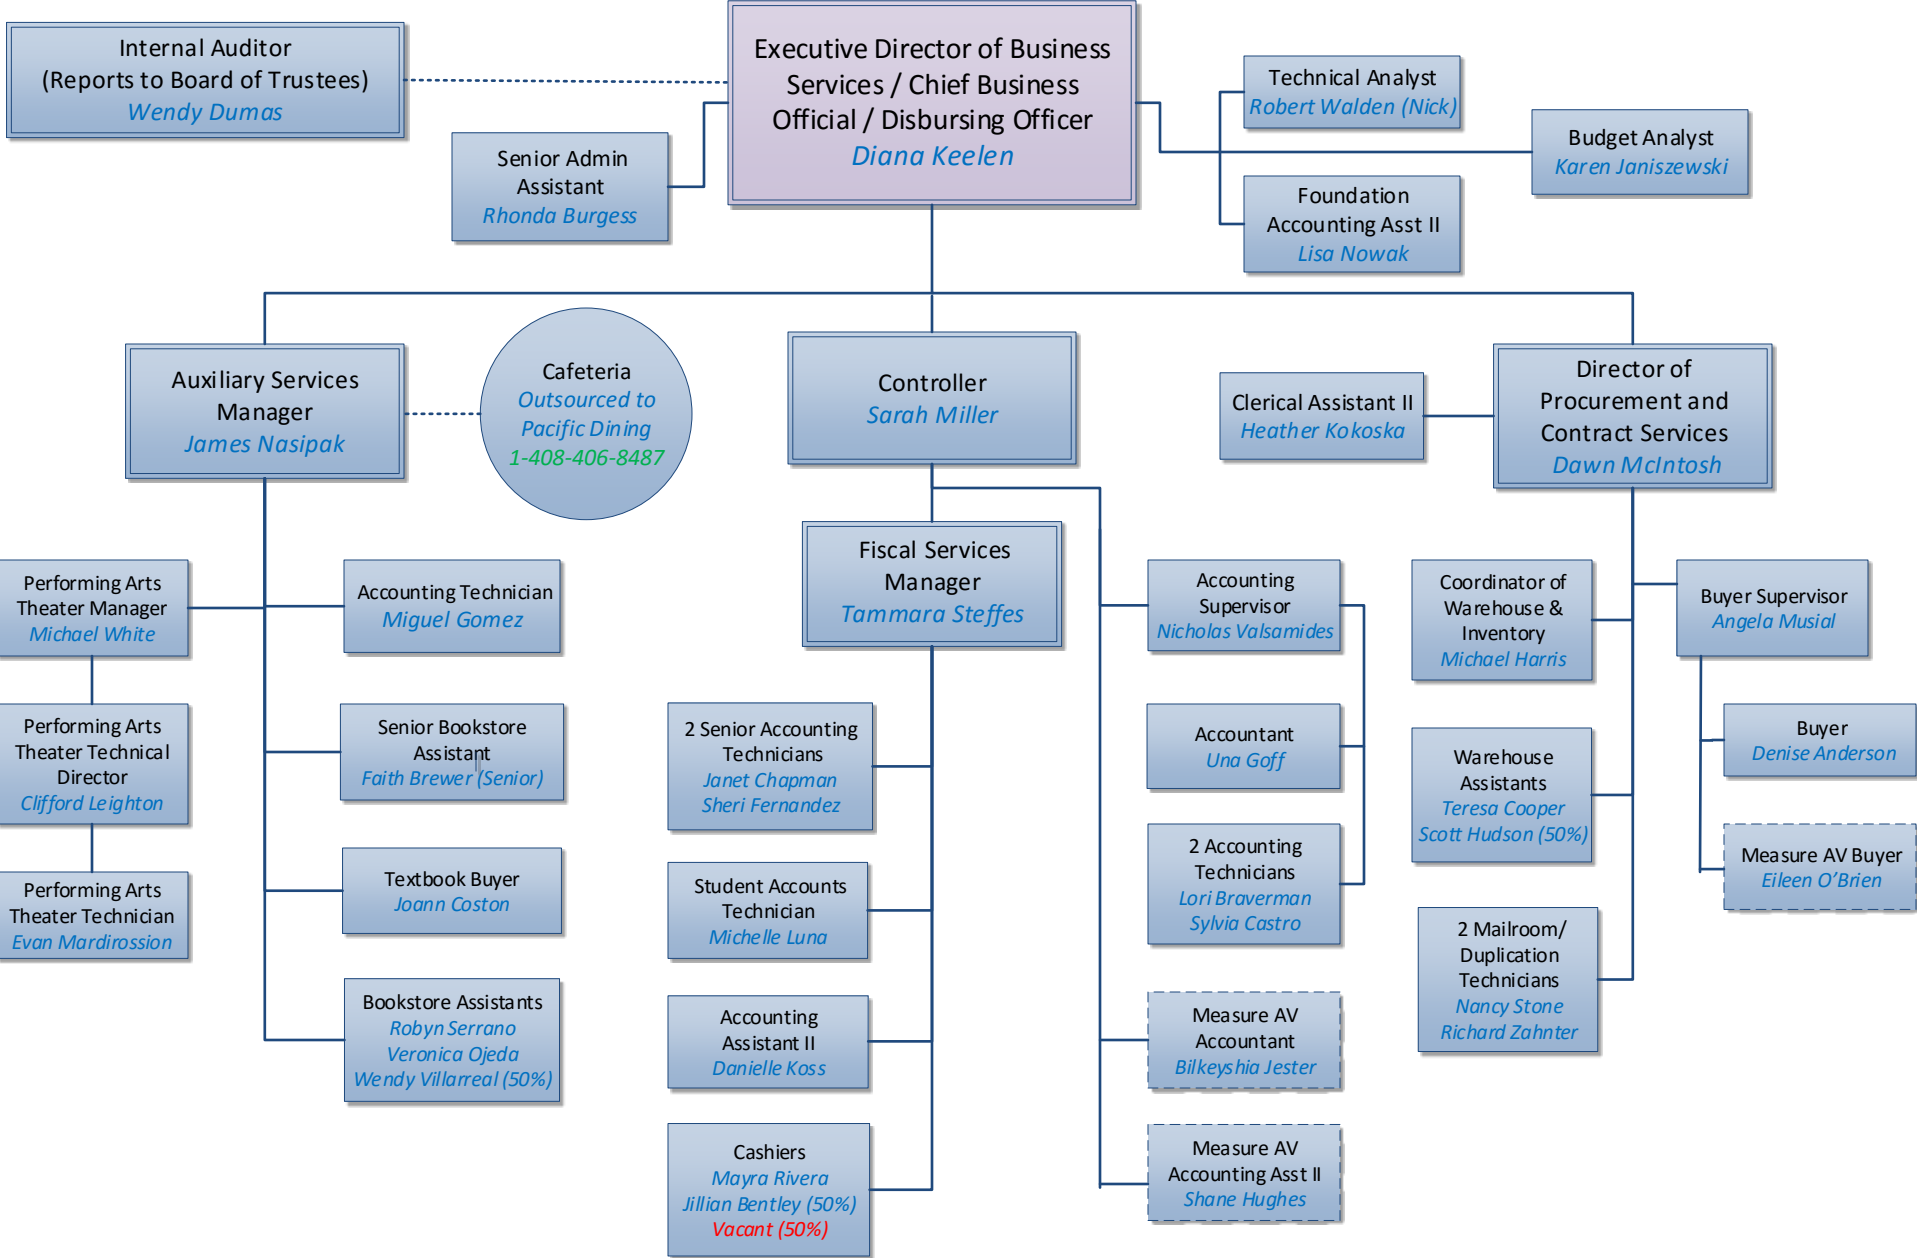 Internal Auditor
(Reports to Board of Trustees)
Wendy Dumas
Executive Director of Business
Services / Chief Business
Official / Disbursing Officer
Diana Keelen
Senior Admin
Assistant
Rhonda Burgess
Technical Analyst
Robert Walden (Nick)
Budget Analyst
Karen Janiszewski
Foundation
Accounting Asst II
Lisa Nowak
Auxiliary Services
Manager
James Nasipak
Cafeteria
Outsourced to
Pacific Dining
1-408-406-8487
Controller
Sarah Miller
Clerical Assistant II
Heather Kokoska
Director of
Procurement and
Contract Services
Dawn McIntosh
Performing Arts
Theater Manager
Michael White
Accounting Technician
Miguel Gomez
Fiscal Services
Manager
Tammara Steffes
Accounting
Supervisor
Nicholas Valsamides
Coordinator of
Warehouse &
Inventory
Michael Harris
Buyer Supervisor
Angela Musial
Performing Arts
Theater Technical
Director
Clifford Leighton
Senior Bookstore
Assistant
Faith Brewer (Senior)
2 Senior Accounting
Technicians
Janet Chapman
Sheri Fernandez
Accountant
Una Goff
Warehouse
Assistants
Teresa Cooper
Scott Hudson (50%)
Buyer
Denise Anderson
Performing Arts
Theater Technician
Evan Mardirossion
Textbook Buyer
Joann Coston
Student Accounts
Technician
Michelle Luna
2 Accounting
Technicians
Lori Braverman
Sylvia Castro
Measure AV Buyer
Eileen O’Brien
2 Mailroom/
Duplication
Technicians
Nancy Stone
Richard Zahnter
Bookstore Assistants
Robyn Serrano
Veronica Ojeda
Wendy Villarreal (50%)
Accounting
Assistant II
Danielle Koss
Measure AV
Accountant
Bilkeyshia Jester
Cashiers
Mayra Rivera
Jillian Bentley (50%)
Vacant (50%)
Measure AV
Accounting Asst II
Shane Hughes